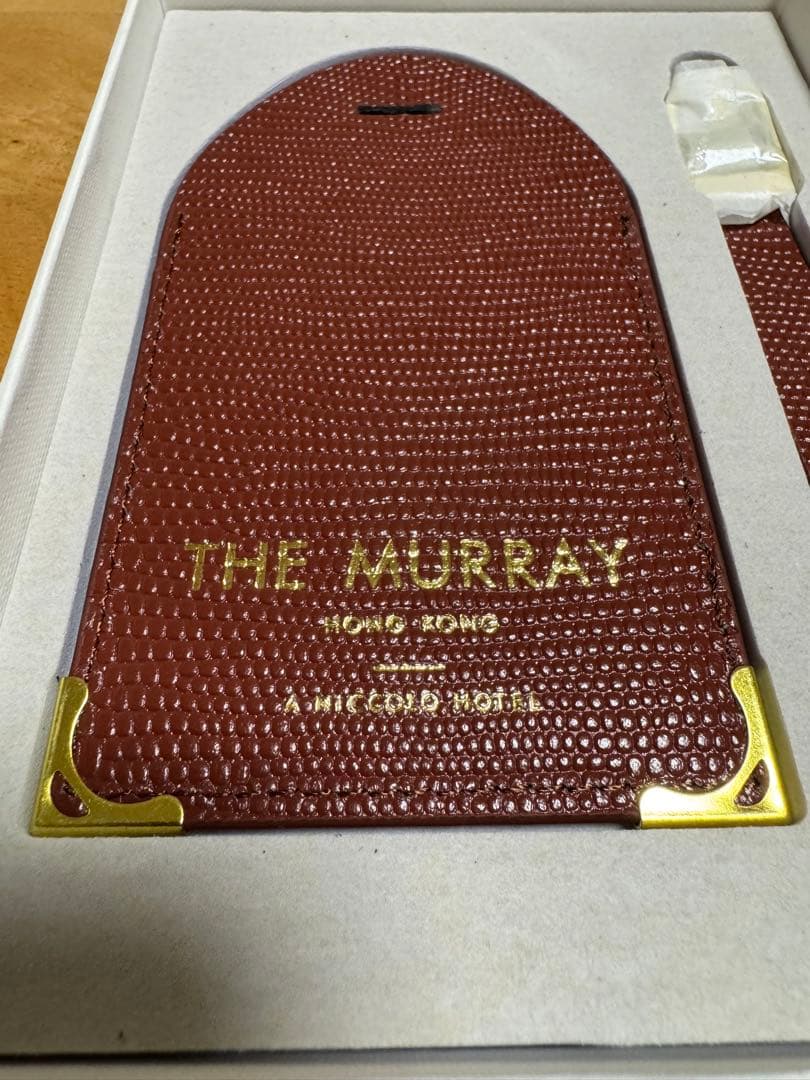 THE MURRAY
HONG KONG
A NICCOLO HOTEL